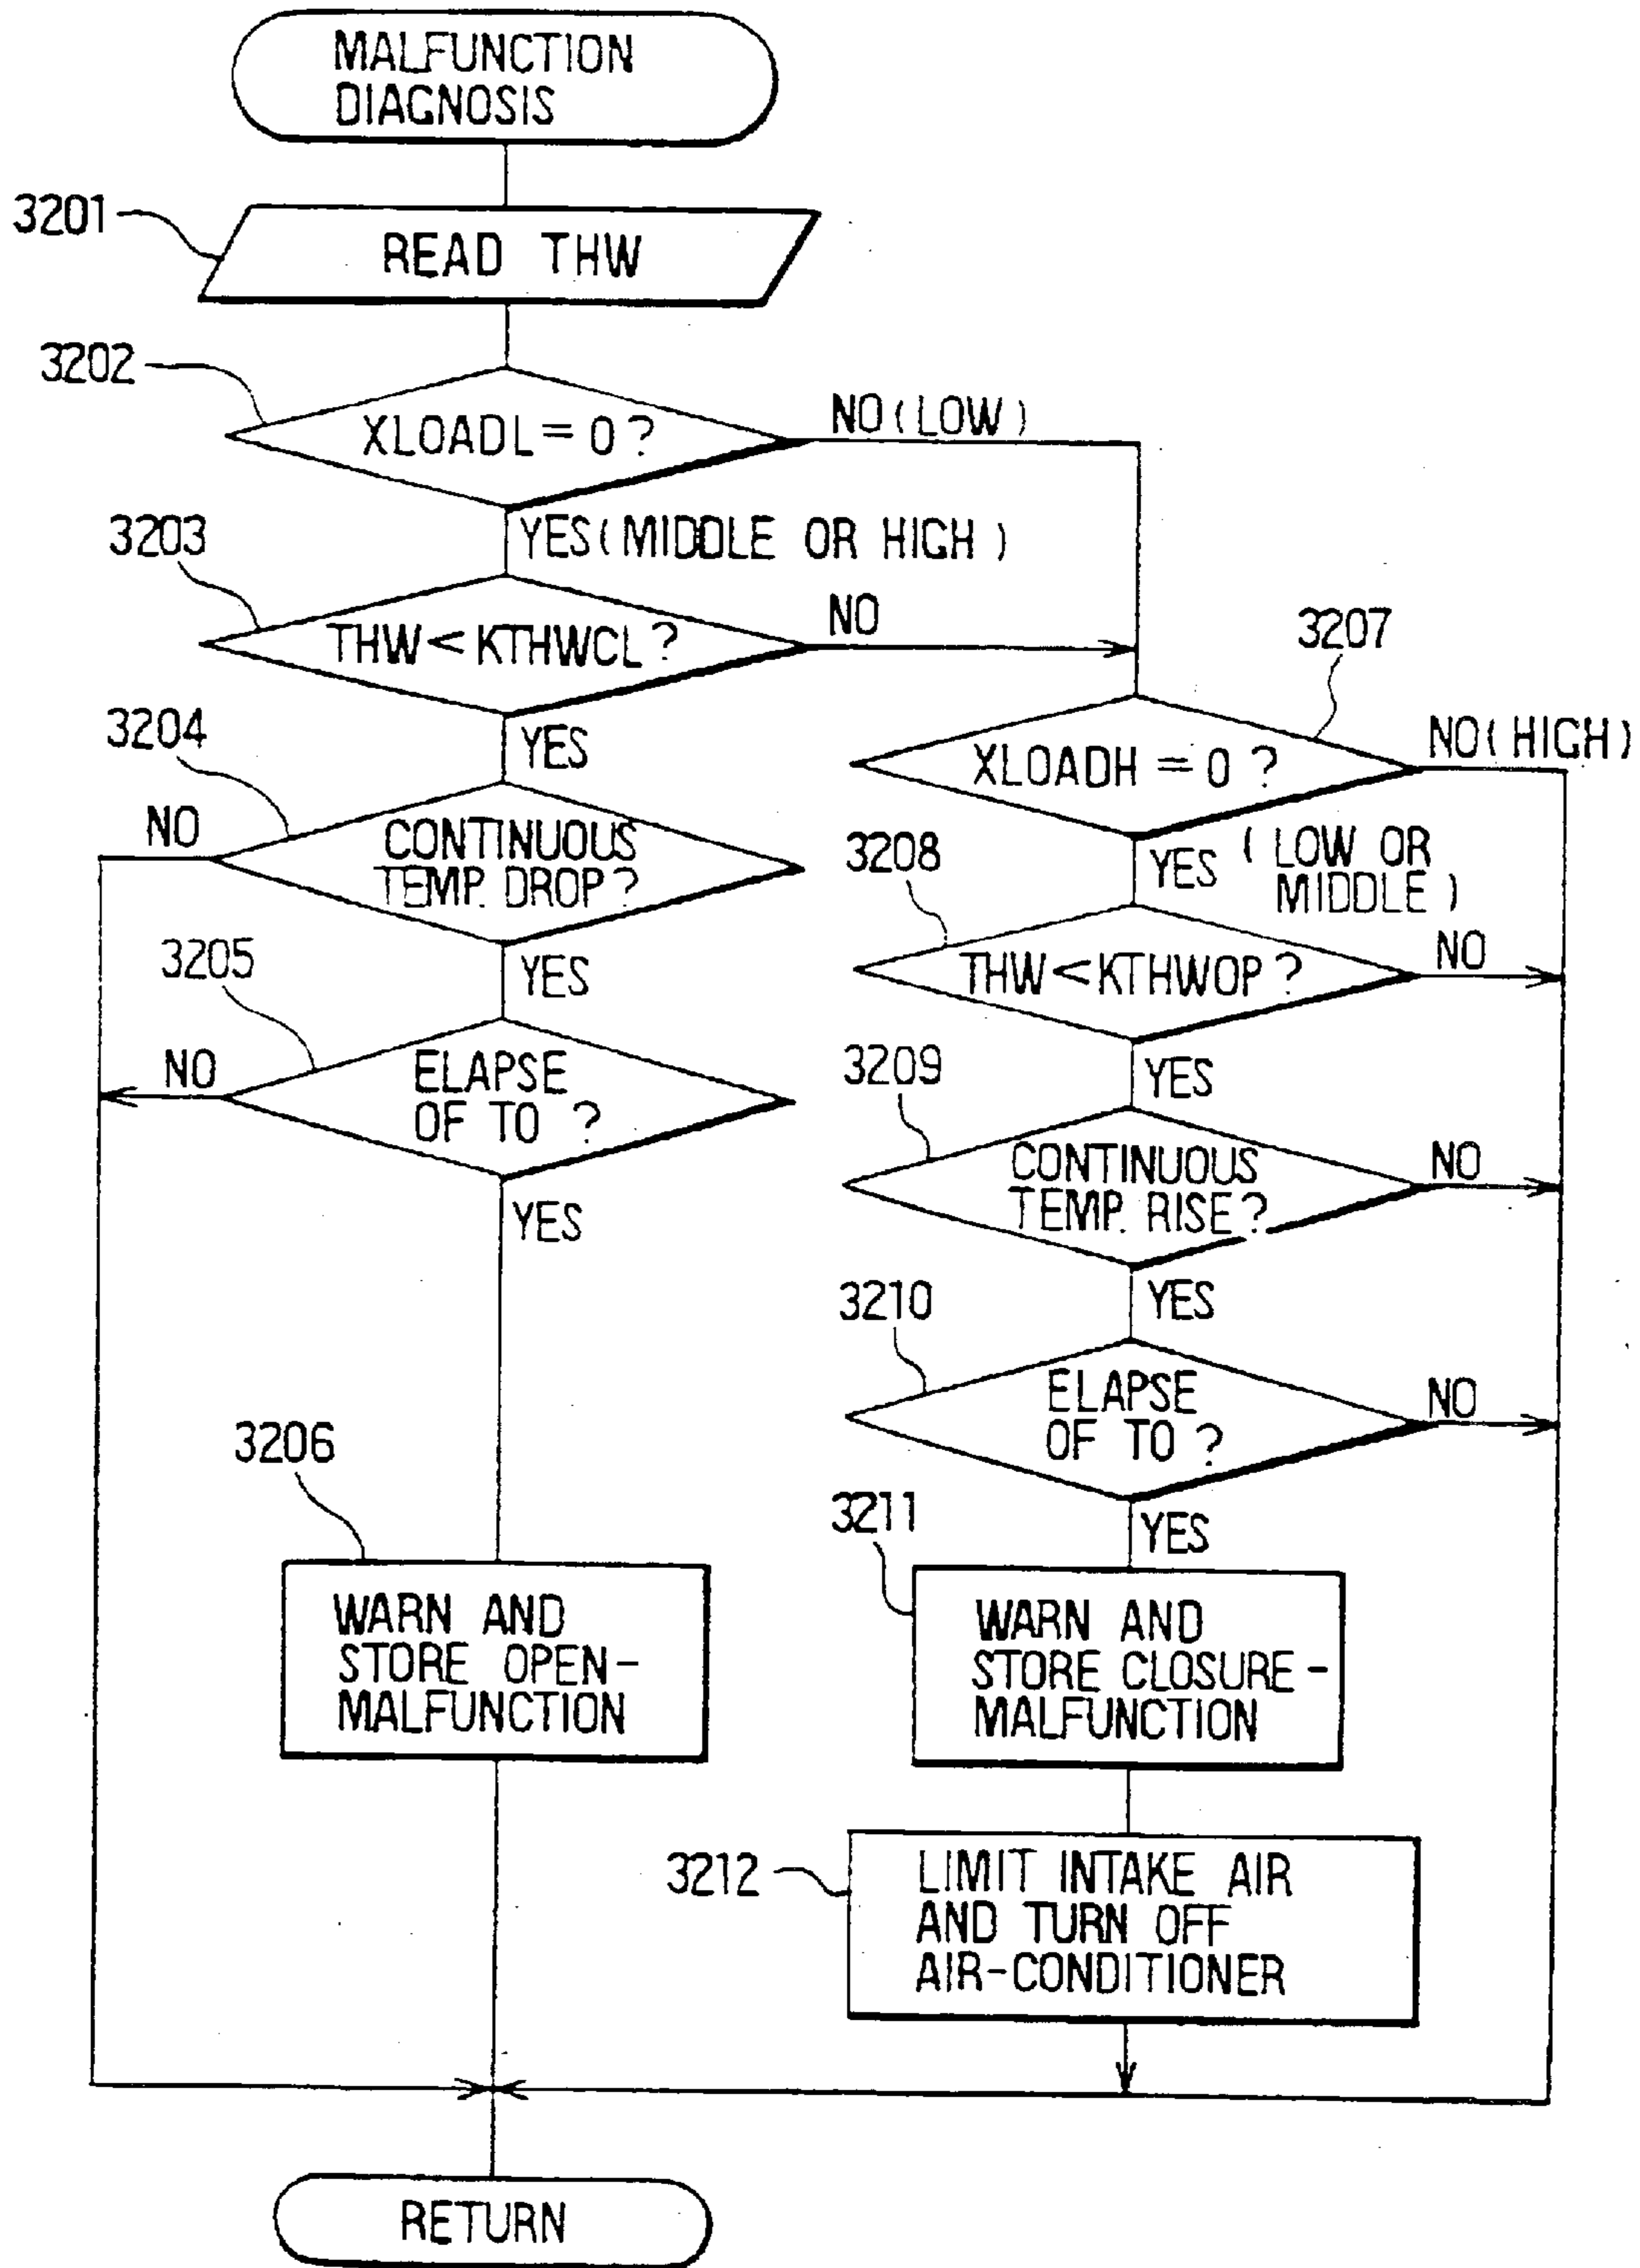 MALFUNCTION
DIAGNOSIS
3201
READ THW
3202
XLOADL = 0 ?
NO (LOW)
YES (MIDDLE OR HIGH)
3203
THW < KTHWCL ?
NO
YES
3204
NO
CONTINUOUS
TEMP. DROP?
YES
3205
NO
ELAPSE
OF TO ?
YES
3206
WARN AND
STORE OPEN-
MALFUNCTION
3207
XLOADH = 0 ?
NO (HIGH)
YES (LOW OR
MIDDLE)
3208
THW < KTHWOP ?
NO
YES
3209
CONTINUOUS
TEMP. RISE?
NO
YES
3210
ELAPSE
OF TO ?
NO
YES
3211
WARN AND
STORE CLOSURE-
MALFUNCTION
3212
LIMIT INTAKE AIR
AND TURN OFF
AIR-CONDITIONER
RETURN